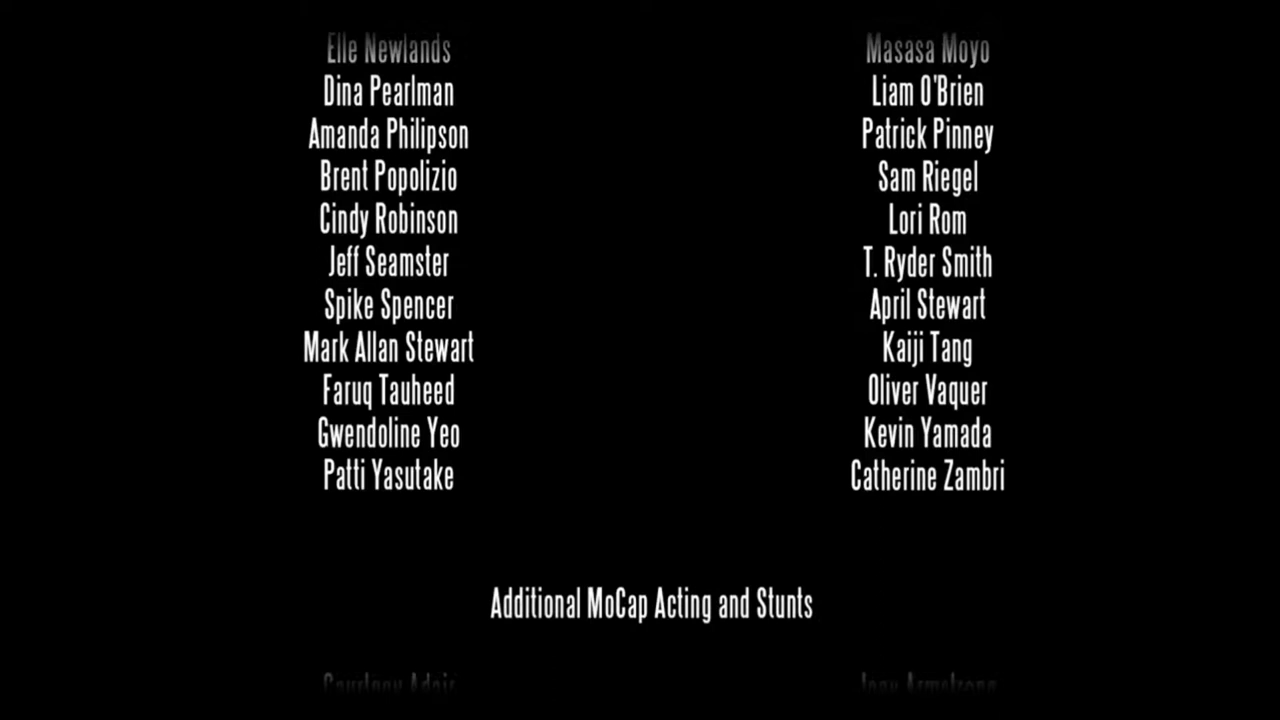 Elle Newlands Masasa Moyo
Dina Pearlman Liam O'Brien
Amanda Philipson Patrick Pinney
Brent Popolizio Sam Riegel
Cindy Robinson Lori Rom
Jeff Seamster T. Ryder Smith
Spike Spencer April Stewart
Mark Allan Stewart Kaiji Tang
Faruq Tauheed Oliver Vaquer
Gwendoline Yeo Kevin Yamada
Patti Yasutake Catherine Zambri
Additional MoCap Acting and Stunts